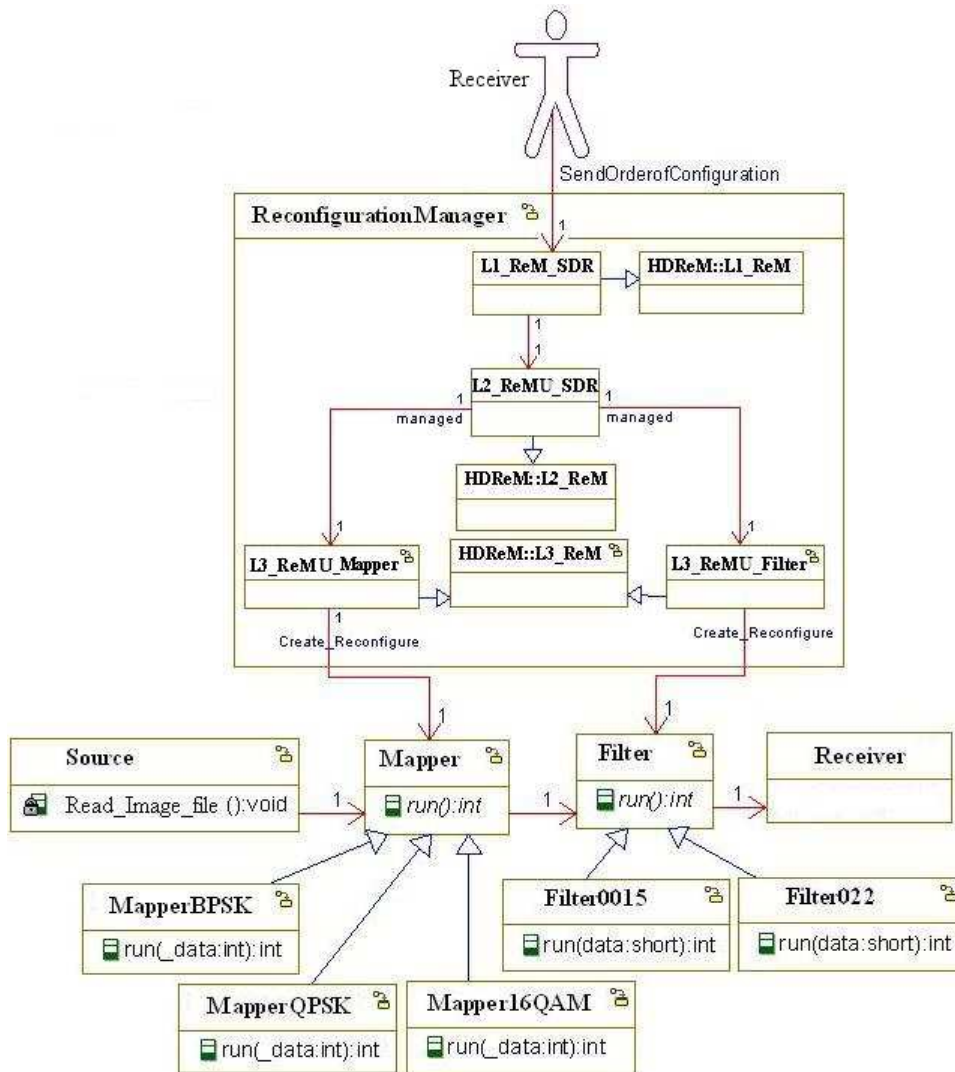 Receiver
SendOrderofConfiguration
ReconfigurationManager
1
L1_ReM_SDR
HDReM::L1_ReM
1
1
L2_ReMU_SDR
1
managed
1
managed
HDReM::L2_ReM
1
1
L3_ReMU_Mapper
HDReM::L3_ReM
L3_ReMU_Filter
1
Create_Reconfigure
Create_Reconfigure
1
1
Source
Mapper
Filter
Receiver
Read_Image_file ():void
1
run():int
1
run():int
1
MapperBPSK
Filter0015
Filter022
run(_data:int):int
run(data:short):int
run(data:short):int
MapperQPSK
Mapper16QAM
run(_data:int):int
run(_data:int):int